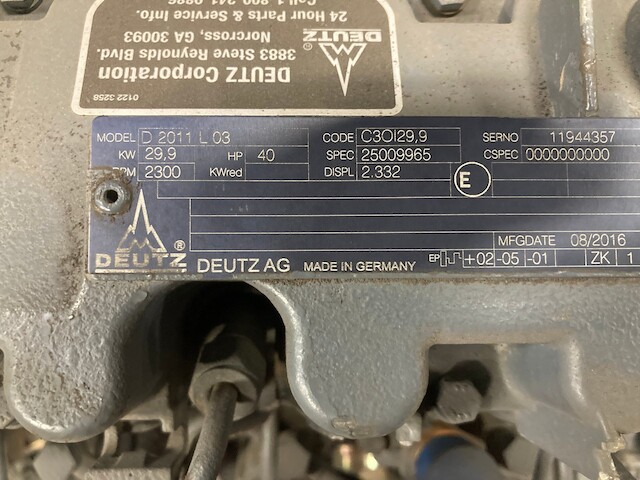 0122 3258
DEUTZ Corporation
3883 Steve Reynolds Blvd.
Norcross, GA 30093
24 Hour Parts & Service Info.
DEUTZ
MODEL D 2011 L 03 CODE C3OI29,9 SERNO 11944357
KW 29,9 HP 40 SPEC 25009965 CSPEC 0000000000
RPM 2300 KWred DISPL 2.332 E
MFGDATE 08/2016
DEUTZ ® DEUTZ AG MADE IN GERMANY EP +02 -05 -01 ZK 1